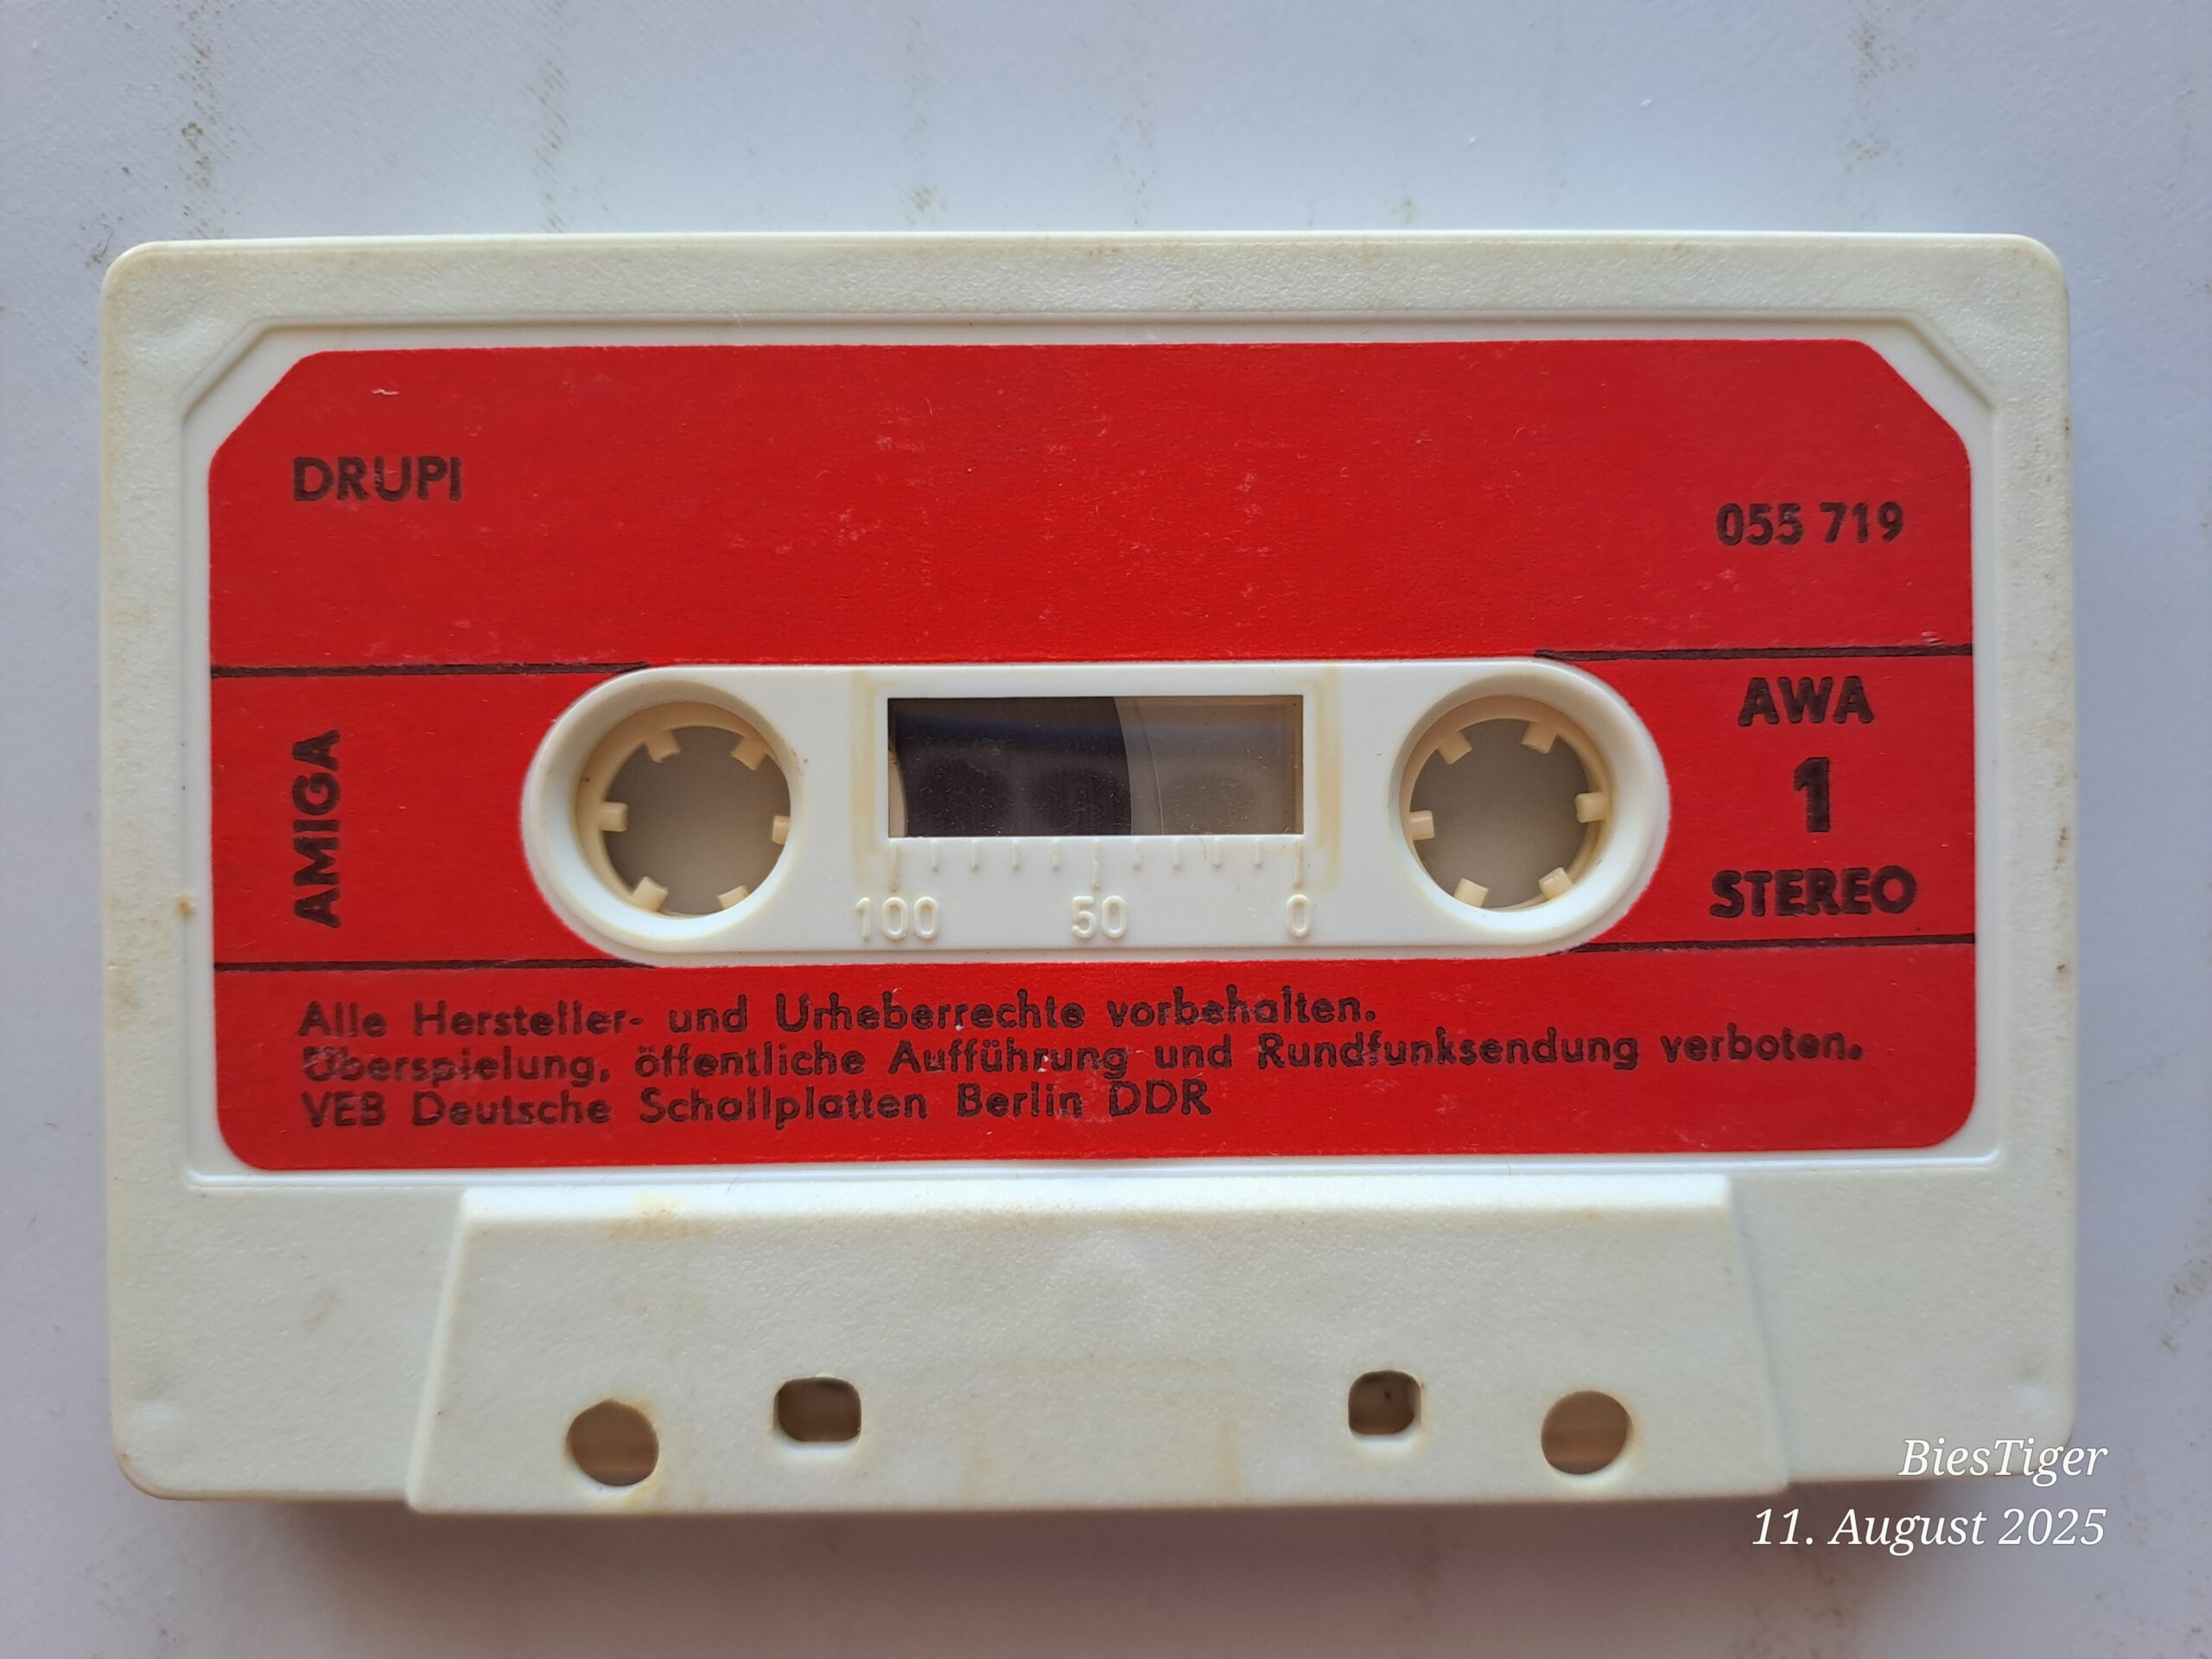 DRUPI
055 719
AMIGA
AWA
1
STEREO
100 50 0
Alle Hersteller- und Urheberrechte vorbehalten.
Überspielung, öffentliche Aufführung und Rundfunksendung verboten.
VEB Deutsche Schallplatten Berlin DDR
BiesTiger
11. August 2025